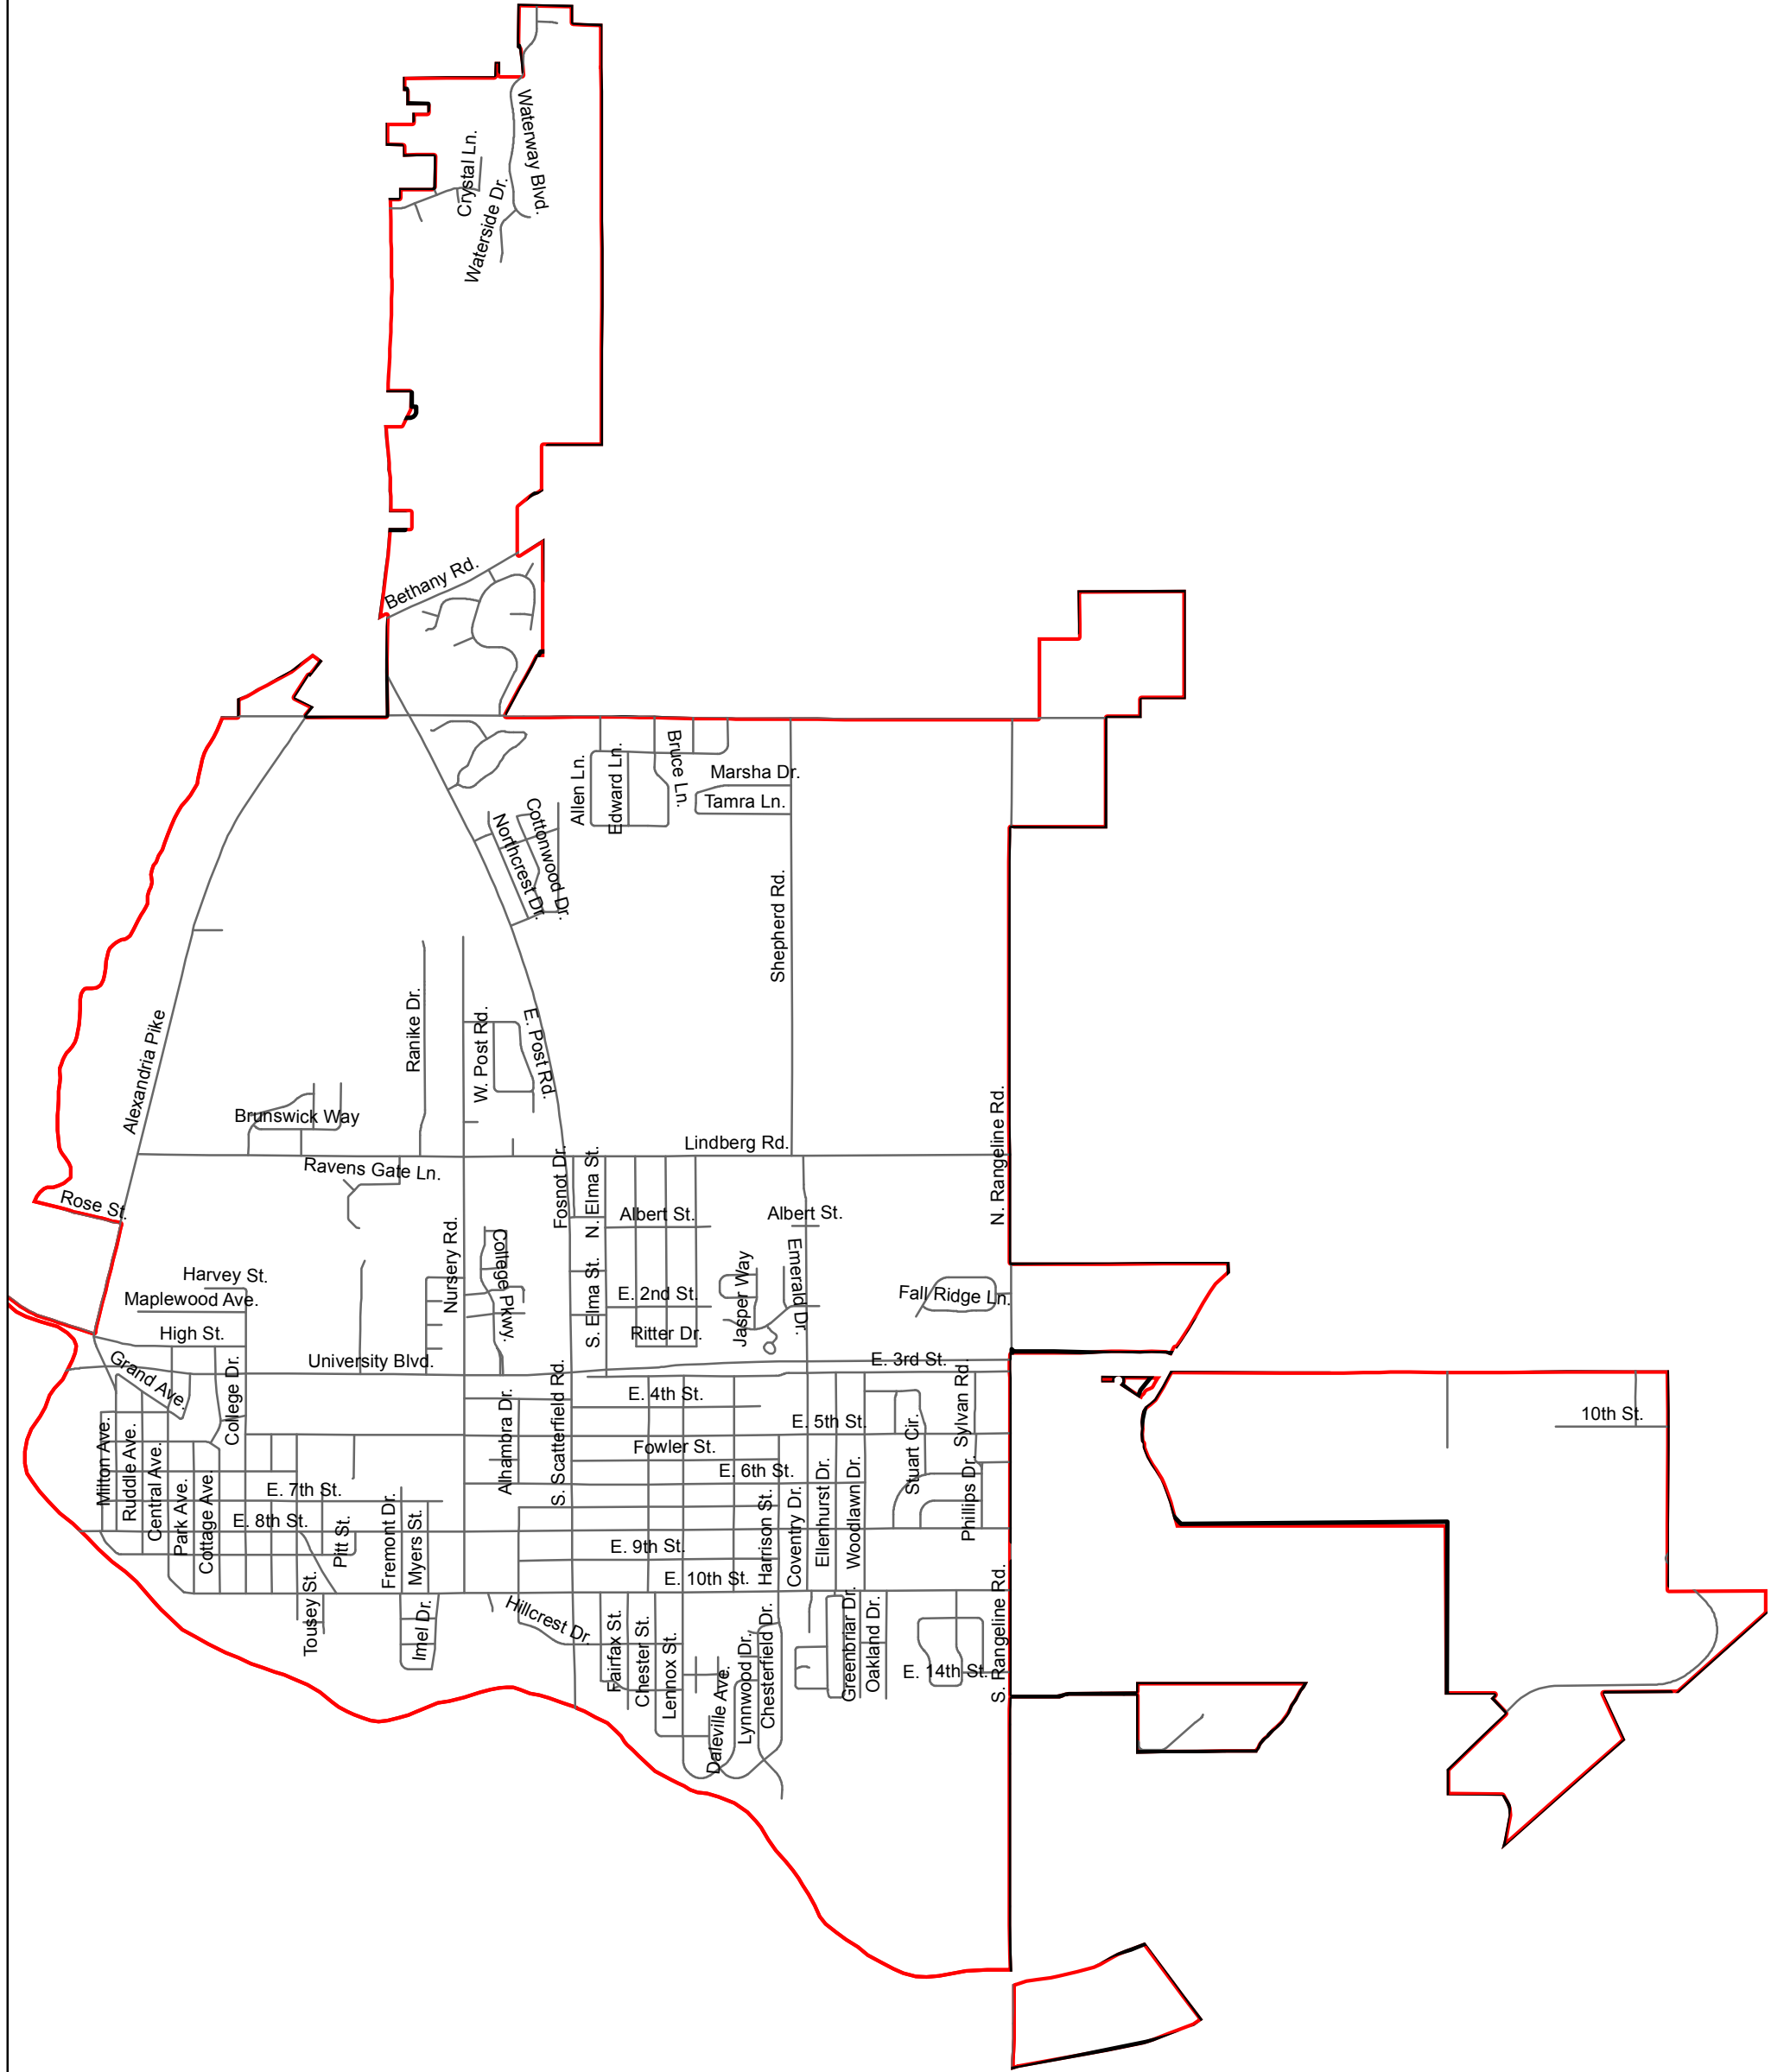 Waterway Blvd.
Crystal Ln.
Waterside Dr.
Bethany Rd.
Bruce Ln.
Edward Ln.
Allen Ln.
Marsha Dr.
Tamra Ln.
Cottonwood Dr.
Northcrest Dr.
Shepherd Rd.
Ranike Dr.
W. Post Rd.
E. Post Rd.
Alexandria Pike
Brunswick Way
N. Rangeline Rd.
Lindberg Rd.
Ravens Gate Ln.
Fosnot Dr.
N. Elma St.
Rose St.
Albert St.
Albert St.
Nursery Rd.
College Pkwy.
S. Elma St.
Jasper Way
Emerald Dr.
Harvey St.
Maplewood Ave.
E. 2nd St.
Fall Ridge Ln.
High St.
Ritter Dr.
University Blvd.
E. 3rd St.
Grand Ave.
College Dr.
Alhambra Dr.
S. Scatterfield Rd.
E. 4th St.
Sylvan Rd.
10th St.
E. 5th St.
Stuart Cir.
Milton Ave.
Ruddle Ave.
Central Ave.
Park Ave.
Cottage Ave.
Fowler St.
E. 6th St.
E. 7th St.
Ellenhurst Dr.
Woodlawn Dr.
Phillips Dr.
E. 8th St.
Pitt St.
Fremont Dr.
Myers St.
Harrison St.
Coventry Dr.
E. 9th St.
E. 10th St.
Tousey St.
Imel Dr.
Hillcrest Dr.
Fairfax St.
Chester St.
Lennox St.
Daleville Ave.
Lynnwood Dr.
Chesterfield Dr.
Greenbriar Dr.
Oakland Dr.
E. 14th St.
S. Rangeline Rd.